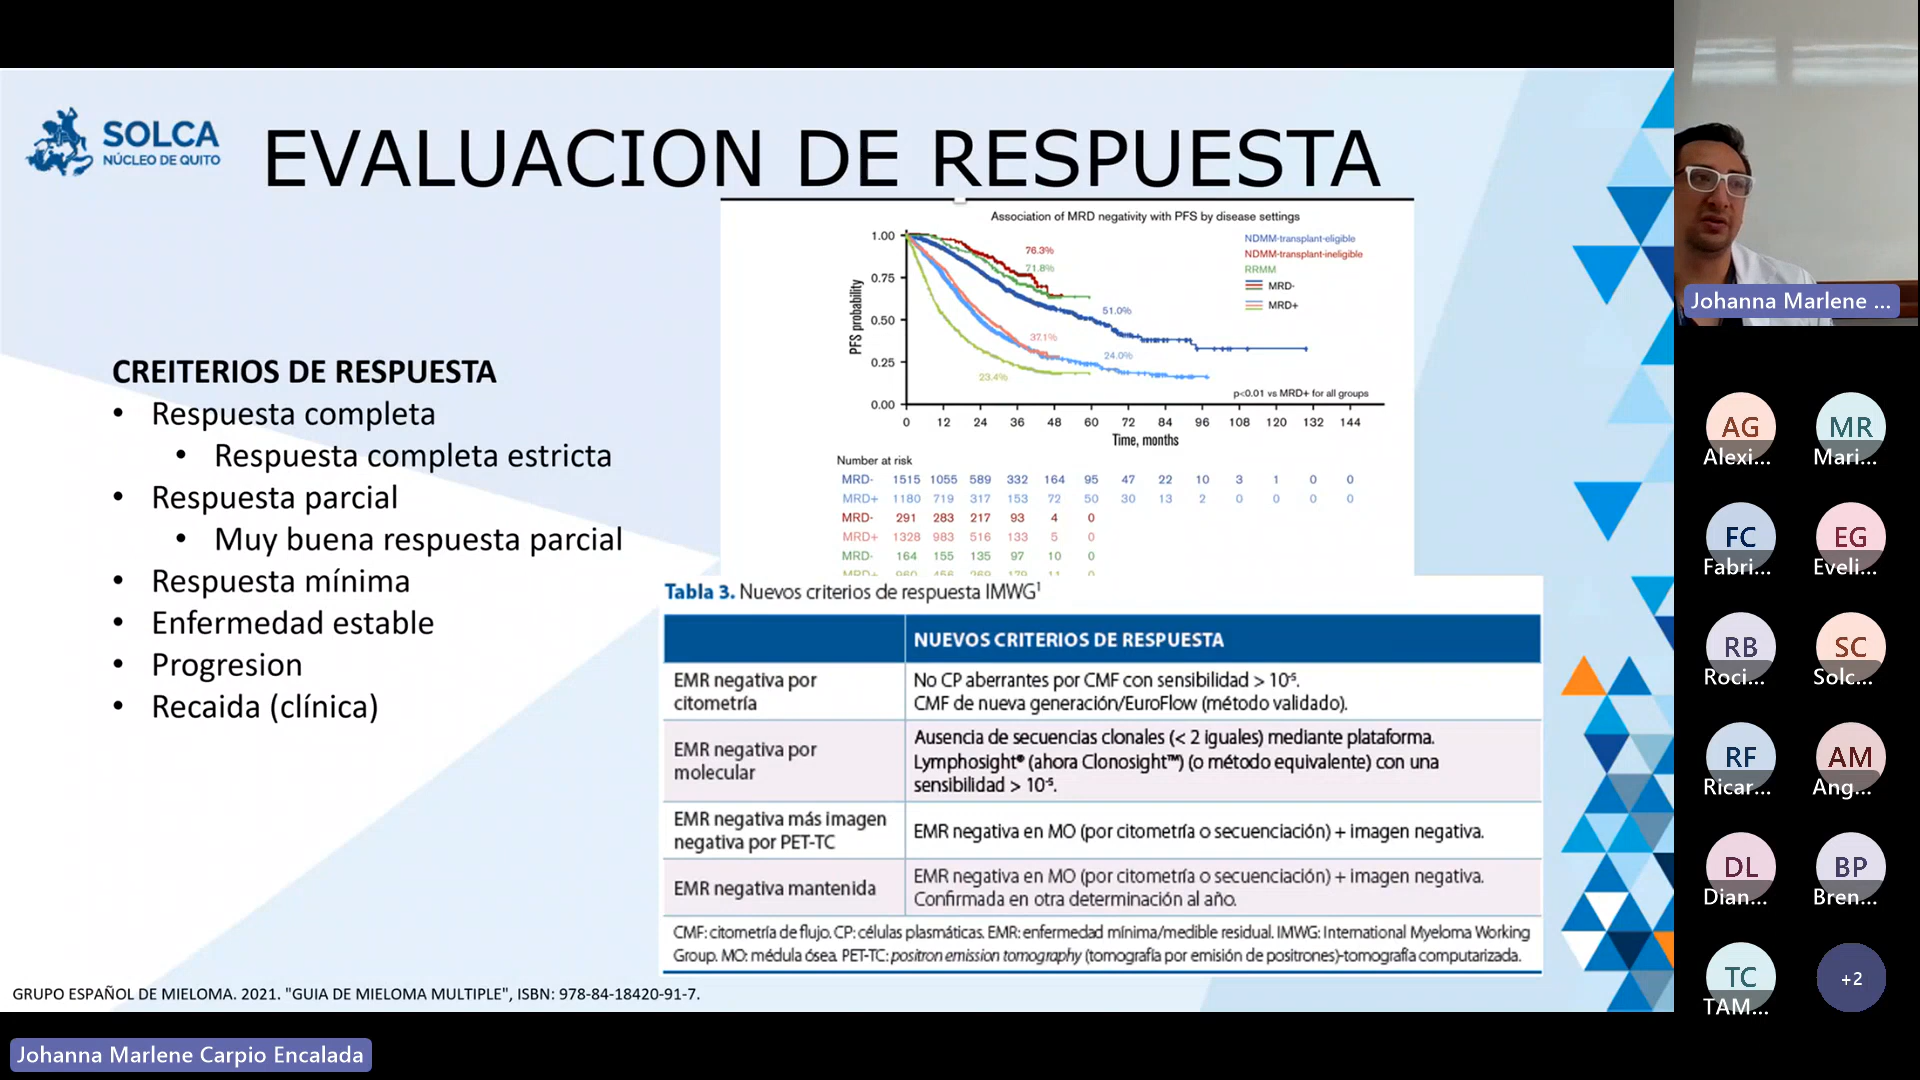 SOLCA
NÚCLEO DE QUITO
EVALUACION DE RESPUESTA
CREITERIOS DE RESPUESTA
• Respuesta completa
• Respuesta completa estricta
• Respuesta parcial
• Muy buena respuesta parcial
• Respuesta mínima
• Enfermedad estable
• Progresion
• Recaida (clínica)
Association of MRD negativity with PFS by disease settings
NDMM-transplant-eligible
NDMM-transplant-ineligible
RRMM
MRD-
MRD+
PFS probability
1.00
0.75
0.50
0.25
0.00
76.3%
71.8%
51.0%
37.1%
24.0%
23.4%
p<0.01 vs MRD+ for all groups
0 12 24 36 48 60 72 84 96 108 120 132 144
Time, months
Number at risk
MRD- 1515 1055 589 332 164 95 47 22 10 3 1 0 0
MRD+ 1180 719 317 153 72 50 30 13 2 0 0 0 0
MRD- 291 283 217 93 4 0
MRD+ 1328 983 516 133 5 0
MRD- 164 155 135 97 10 0
MRD+ 960 456 269 179 11 0
Tabla 3. Nuevos criterios de respuesta IMWG¹
NUEVOS CRITERIOS DE RESPUESTA
EMR negativa por
citometría
No CP aberrantes por CMF con sensibilidad > 10⁻⁵.
CMF de nueva generación/EuroFlow (método validado).
EMR negativa por
molecular
Ausencia de secuencias clonales (< 2 iguales) mediante plataforma.
Lymphosight® (ahora Clonosight™) (o método equivalente) con una
sensibilidad > 10⁻⁵.
EMR negativa más imagen
negativa por PET-TC
EMR negativa en MO (por citometría o secuenciación) + imagen negativa.
EMR negativa mantenida
EMR negativa en MO (por citometría o secuenciación) + imagen negativa.
Confirmada en otra determinación al año.
CMF: citometría de flujo. CP: células plasmáticas. EMR: enfermedad mínima/medible residual. IMWG: International Myeloma Working
Group. MO: médula ósea. PET-TC: positron emission tomography (tomografía por emisión de positrones)-tomografía computarizada.
GRUPO ESPAÑOL DE MIELOMA. 2021. "GUIA DE MIELOMA MULTIPLE", ISBN: 978-84-18420-91-7.
Johanna Marlene Carpio Encalada
Johanna Marlene ...
AG
Alexi...
MR
Mari...
FC
Fabri...
EG
Eveli...
RB
Roci...
SC
Solc...
RF
Ricar...
AM
Ang...
DL
Dian...
BP
Bren...
TC
TAM...
+2